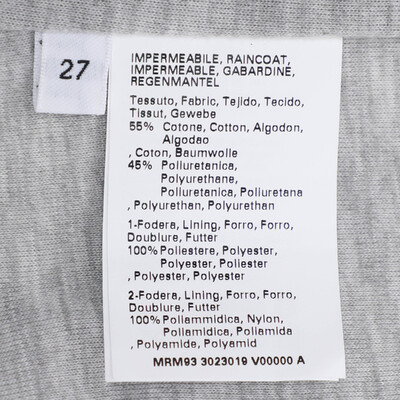 27
IMPERMEABILE, RAINCOAT,
IMPERMEABLE, GABARDINE,
REGENMANTEL
Tessuto, Fabric, Tejido, Tecido,
Tissut, Gewebe
55% Cotone, Cotton, Algodon,
Algodao
, Coton, Baumwolle
45% Poliuretanica,
Polyurethane,
Poliuretanica, Poliuretana
, Polyurethan, Polyurethan
1-Fodera, Lining, Forro, Forro,
Doublure, Futter
100% Poliestere, Polyester,
Polyester, Poliester
, Polyester, Polyester
2-Fodera, Lining, Forro, Forro,
Doublure, Futter
100% Poliammidica, Nylon,
Poliamidica, Poliamida
, Polyamide, Polyamid
MRM93 3023019 V00000 A